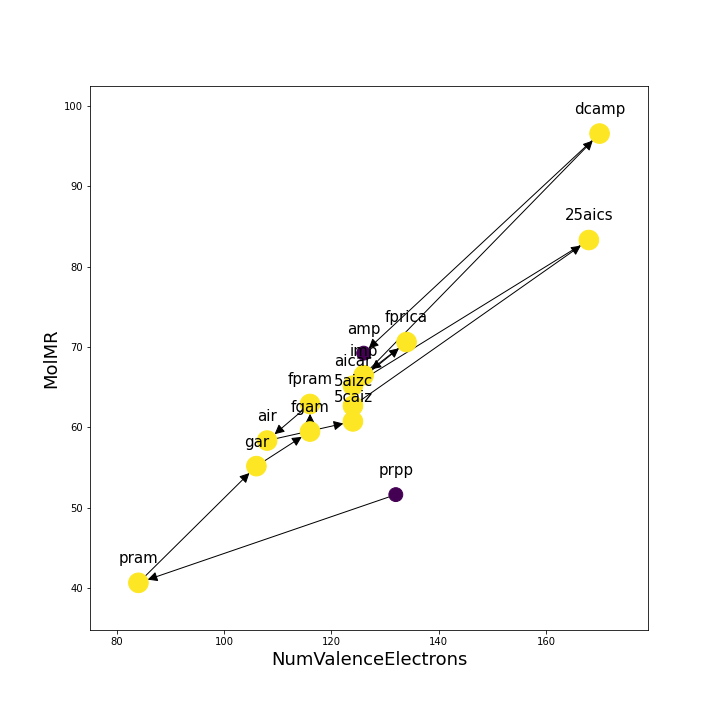 100
90
80
70
60
50
40
MolMR
dcamp
25aics
fprica
amp
imp
aicar
5aizc
5caiz
fpram
fgam
air
gar
prpp
pram
80 100 120 140 160
NumValenceElectrons